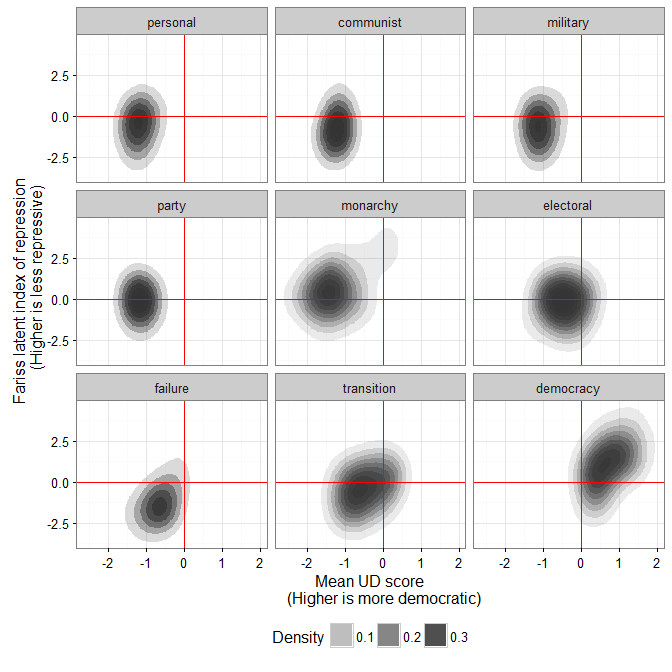 personal communist military
2.5
0.0
-2.5
party monarchy electoral
2.5
0.0
-2.5
failure transition democracy
2.5
0.0
-2.5
-2 -1 0 1 2 -2 -1 0 1 2 -2 -1 0 1 2
Fariss latent index of repression
(Higher is less repressive)
Mean UD score
(Higher is more democratic)
Density 0.1 0.2 0.3